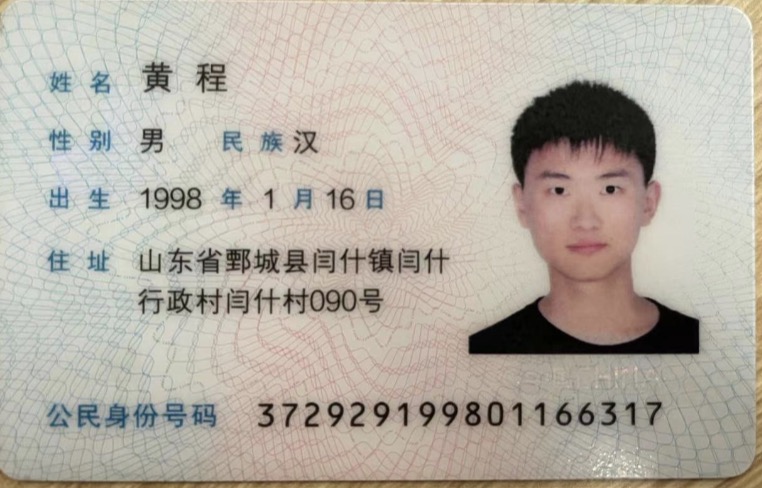 姓名 黄程
性别 男 民族 汉
出生 1998 年 1 月 16 日
住址 山东省鄄城县闫什镇闫什
行政村闫什村090号
公民身份号码 372929199801166317